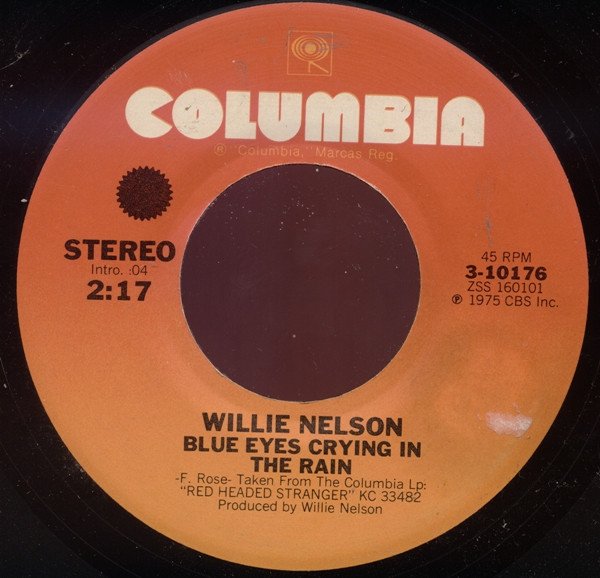 COLUMBIA
® "Columbia," Marcas Reg
STEREO
Intro. :04
2:17
45 RPM
3-10176
ZSS 160101
℗ 1975 CBS Inc.
WILLIE NELSON
BLUE EYES CRYING IN
THE RAIN
-F. Rose- Taken From The Columbia Lp:
"RED HEADED STRANGER" KC 33482
Produced by Willie Nelson